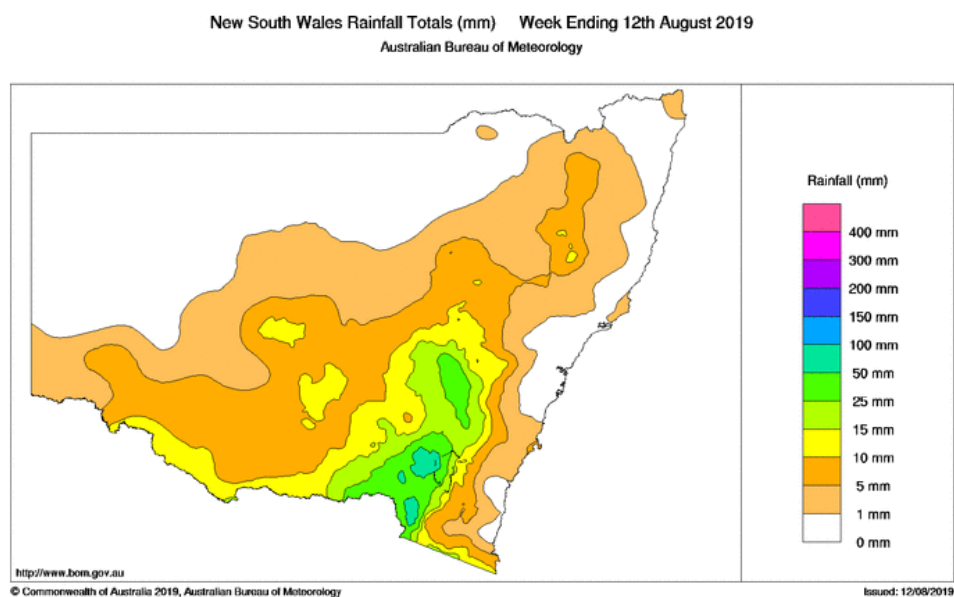 New South Wales Rainfall Totals (mm) Week Ending 12th August 2019
Australian Bureau of Meteorology
Rainfall (mm)
400 mm
300 mm
200 mm
150 mm
100 mm
50 mm
25 mm
15 mm
10 mm
5 mm
1 mm
0 mm
http://www.bom.gov.au
© Commonwealth of Australia 2019, Australian Bureau of Meteorology
Issued: 12/08/2019